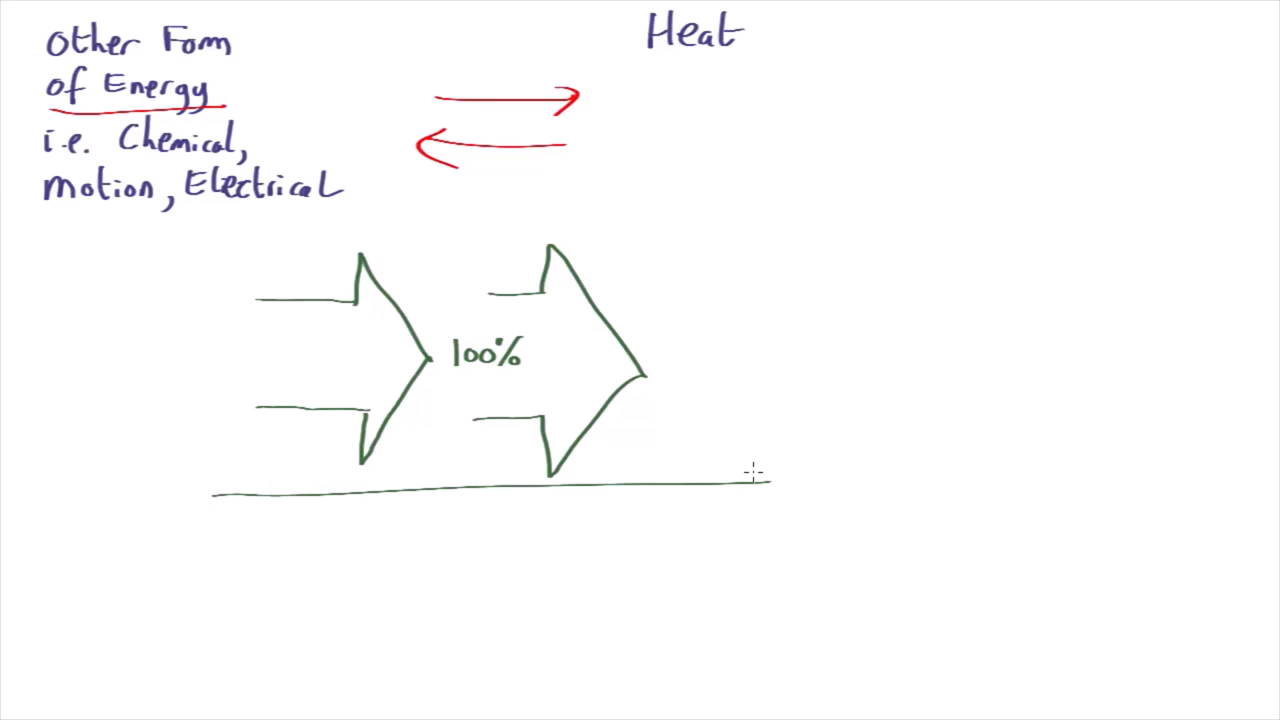 Other Form
of Energy
i.e. Chemical,
Motion, Electrical
Heat
100%